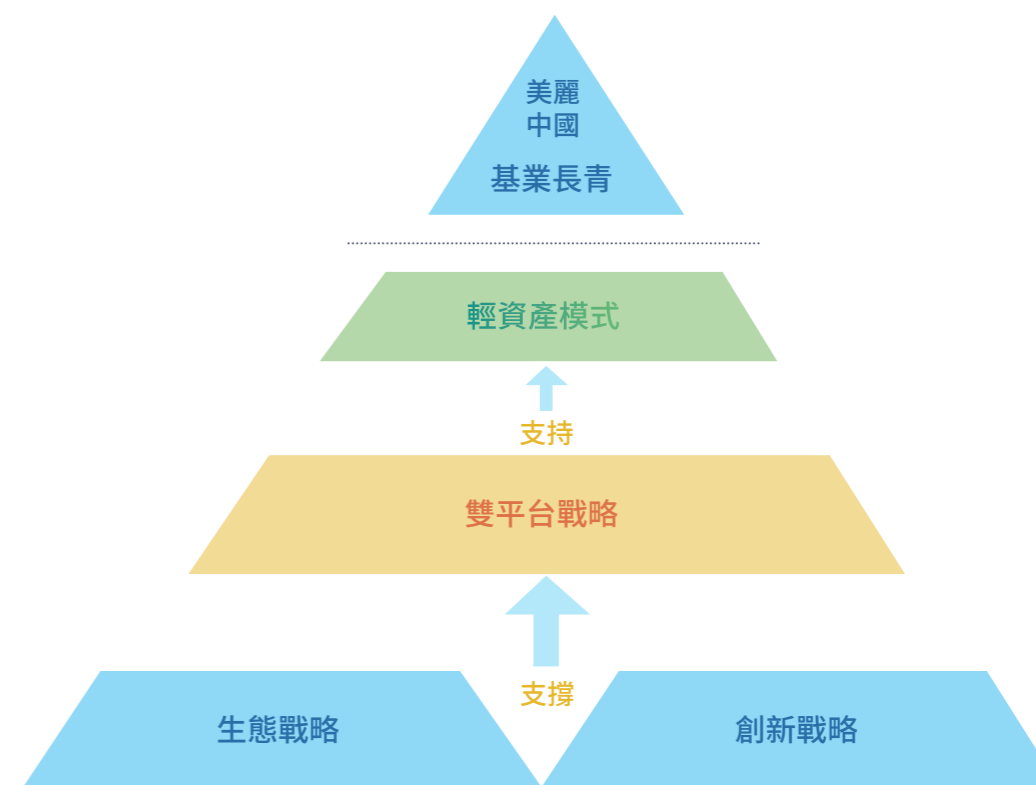 美麗
中國
基業長青
輕資產模式
支持
雙平台戰略
支撐
生態戰略
創新戰略